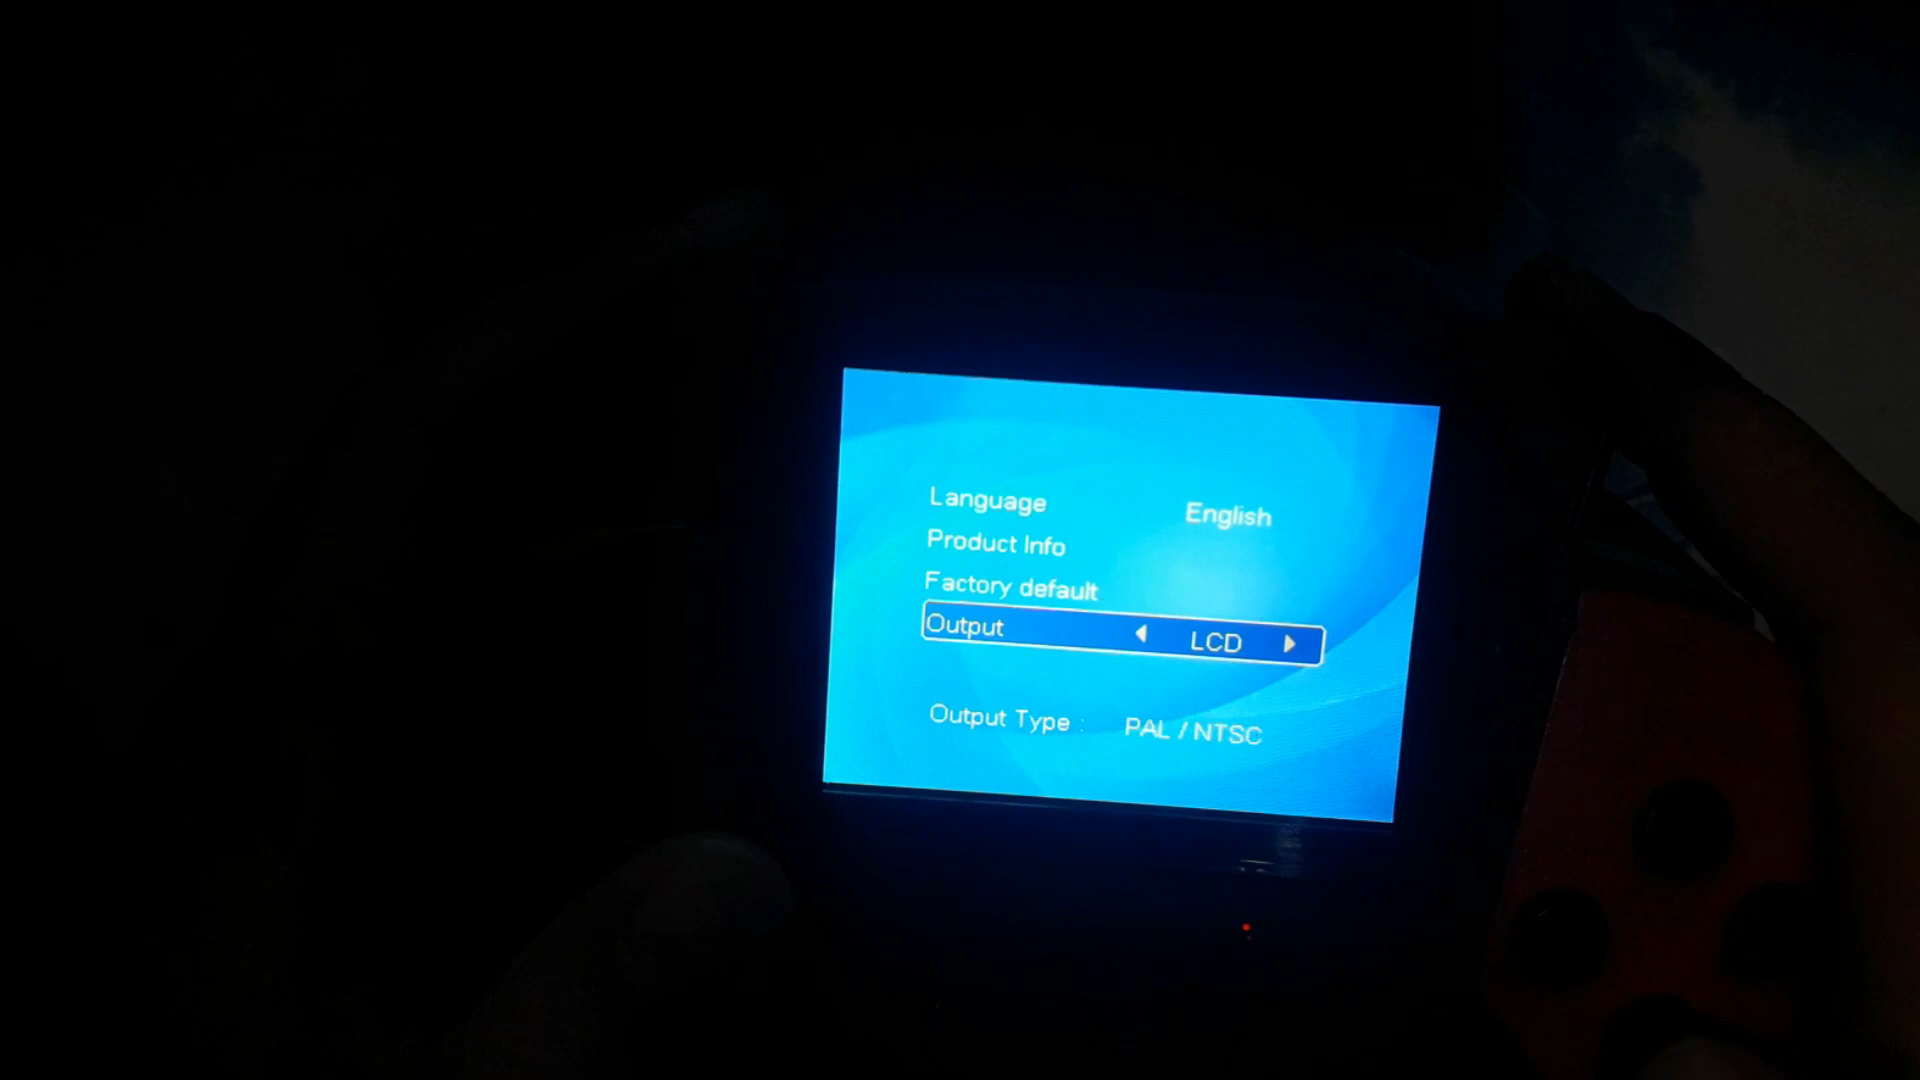 Language English
Product Info
Factory default
Output LCD
Output Type : PAL / NTSC